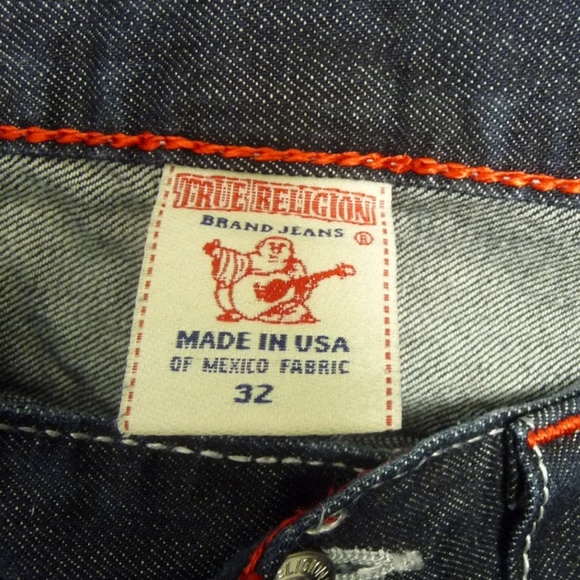 TRUE RELIGION
BRAND JEANS
®
MADE IN USA
OF MEXICO FABRIC
32